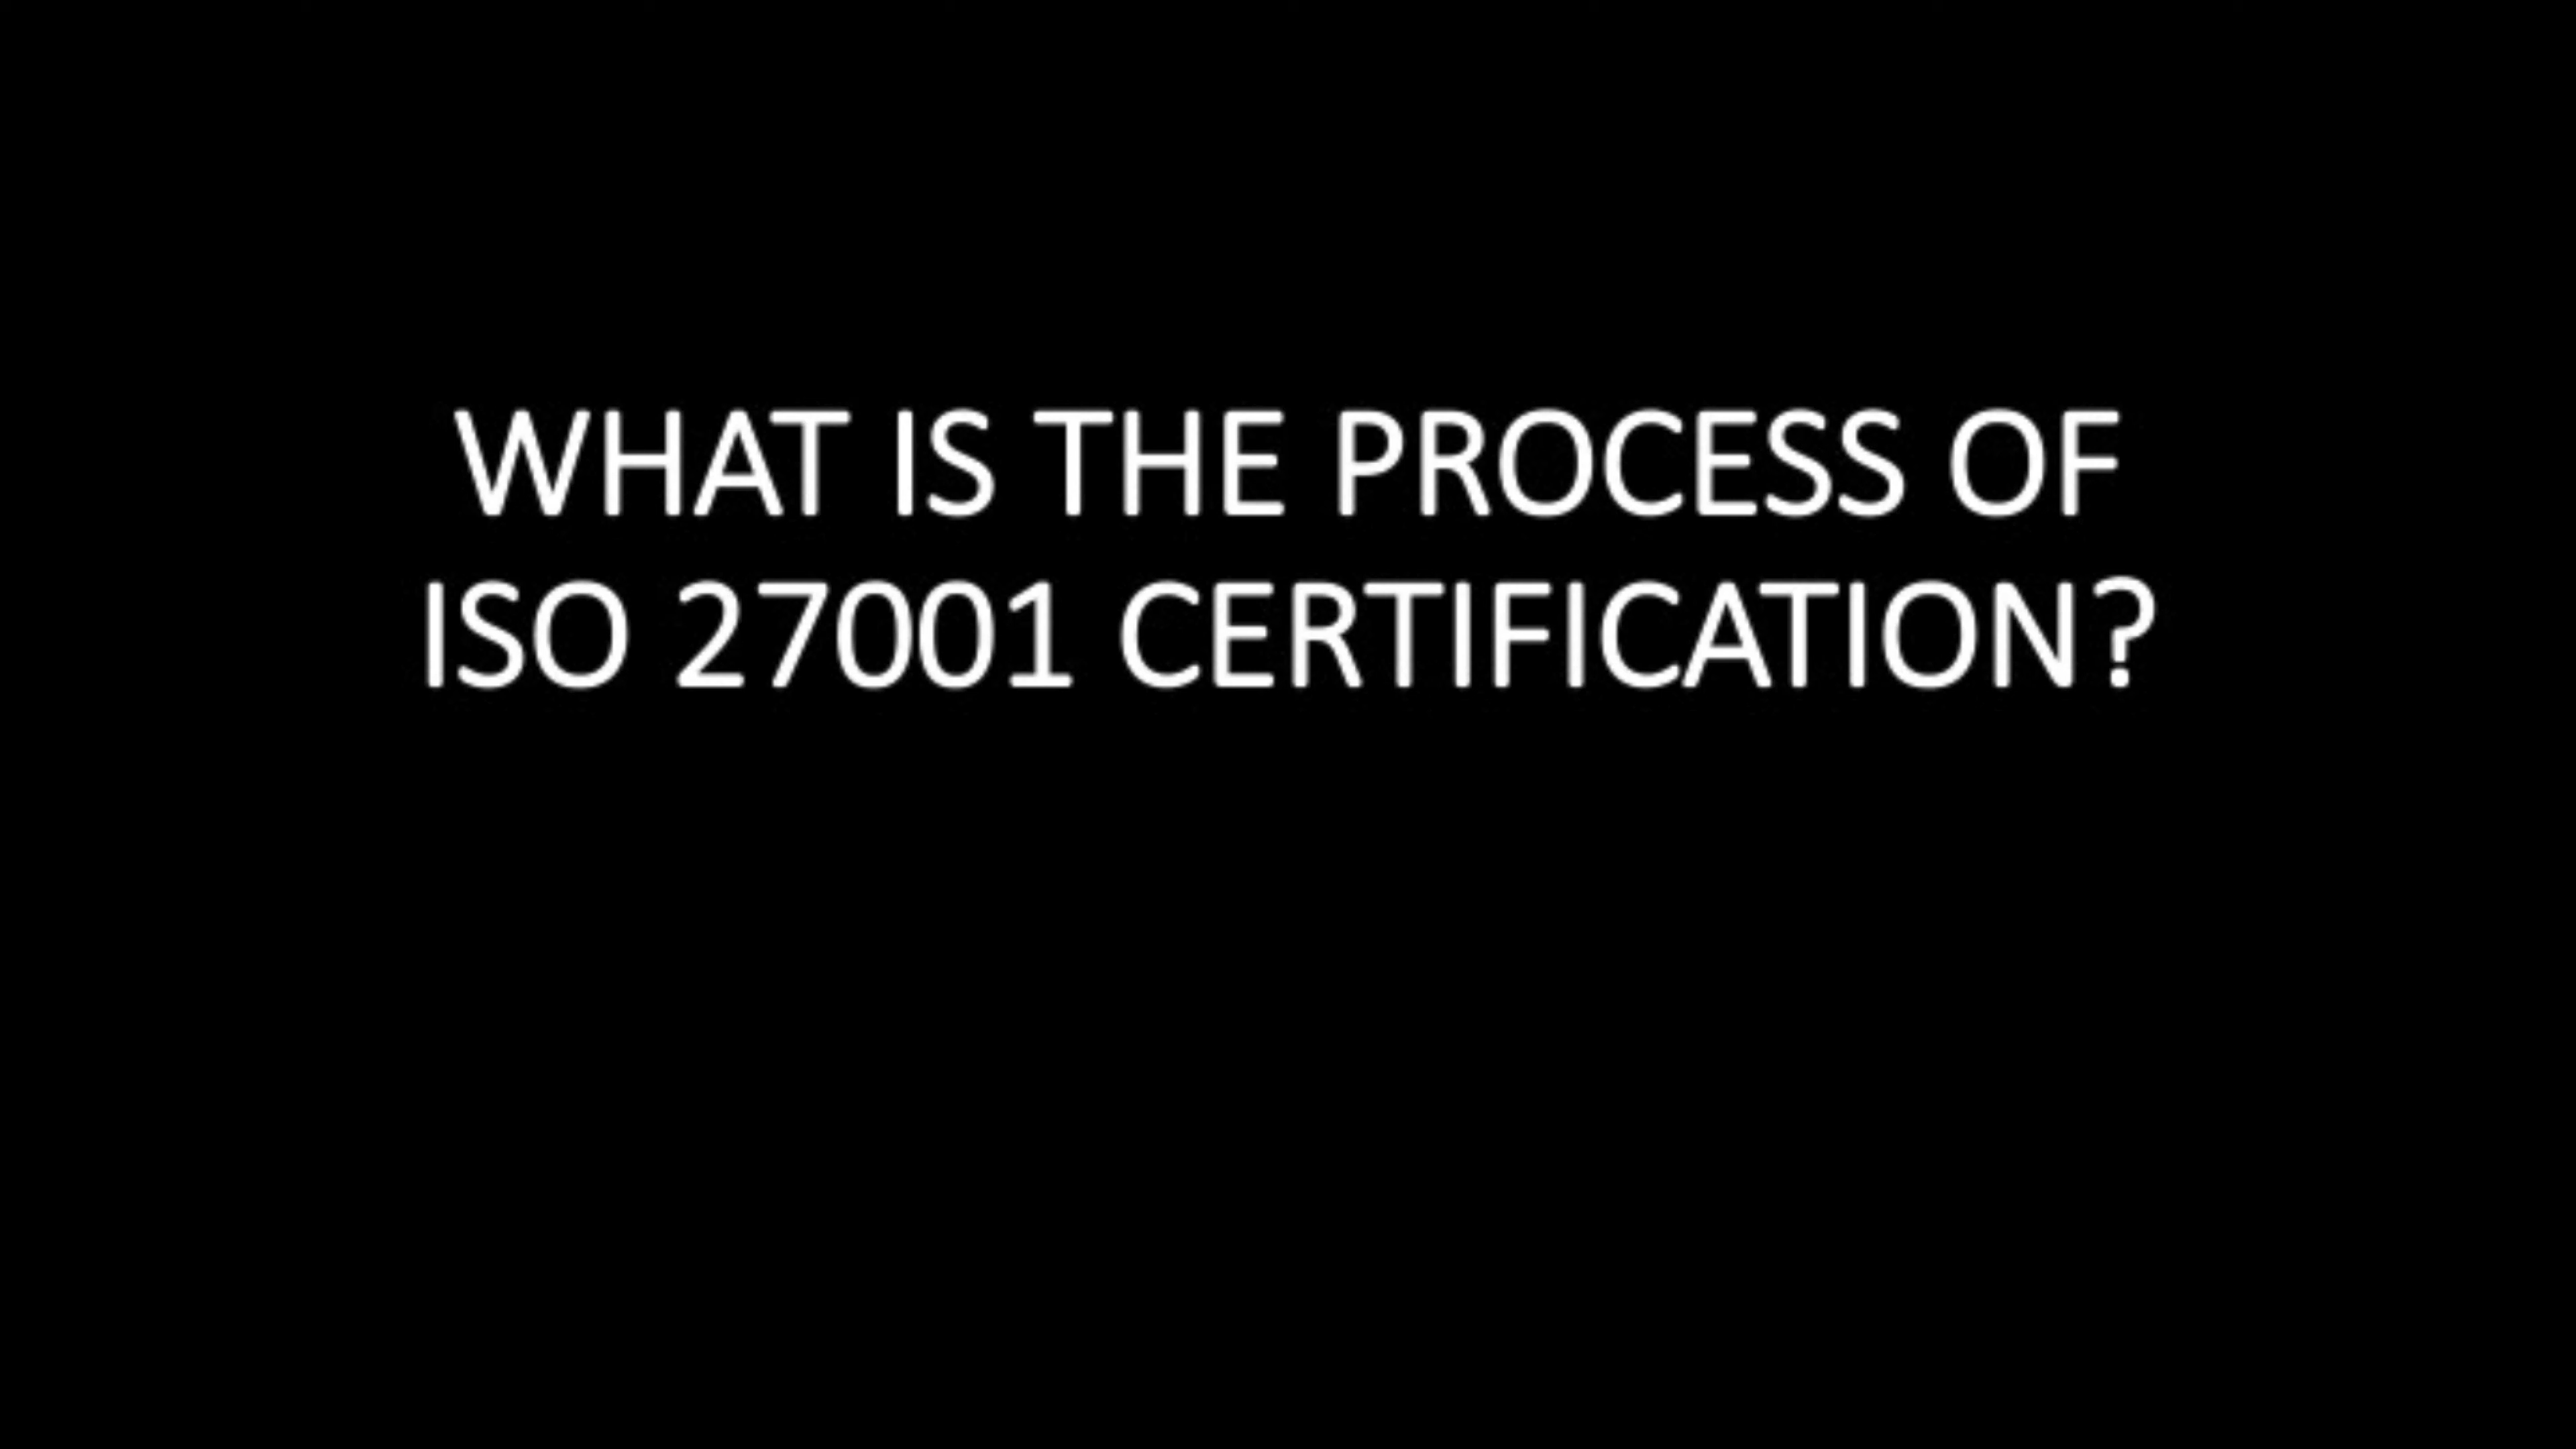 WHAT IS THE PROCESS OF
ISO 27001 CERTIFICATION?